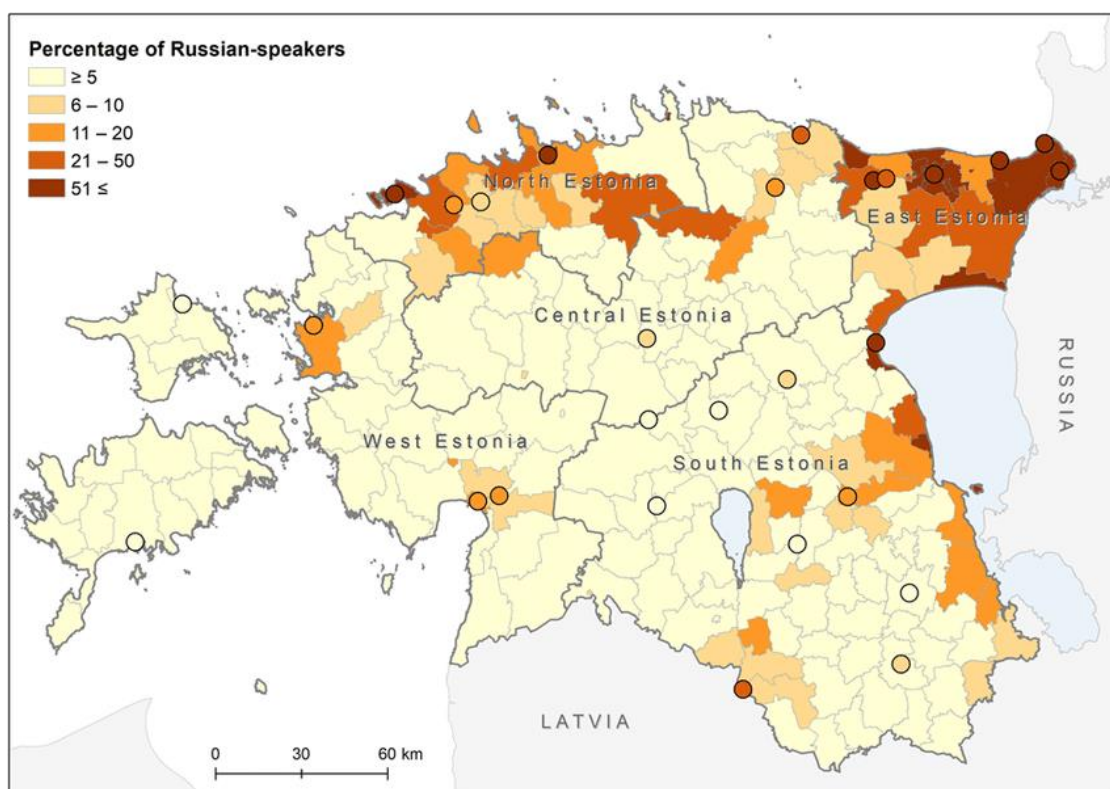 Percentage of Russian-speakers
≥ 5
6 – 10
11 – 20
21 – 50
51 ≤
North Estonia
East Estonia
Central Estonia
RUSSIA
West Estonia
South Estonia
LATVIA
0 30 60 km